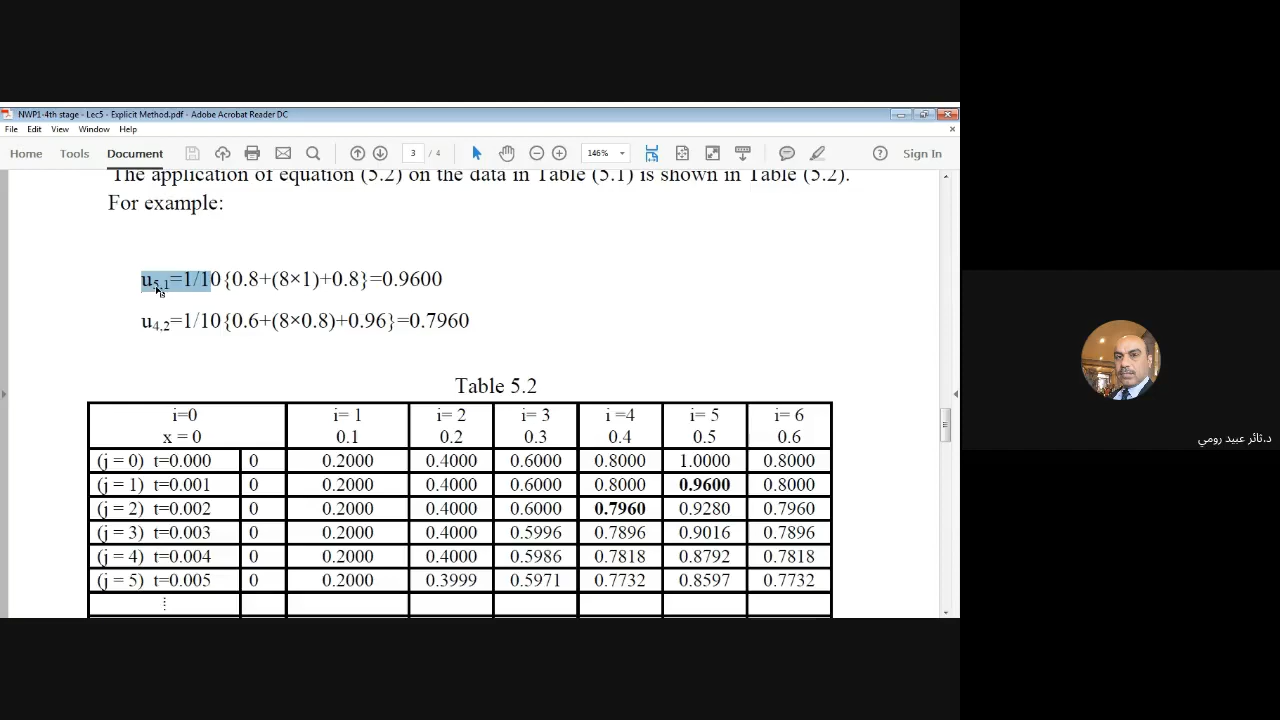 NWP1-4th stage - Lec5 - Explicit Method.pdf - Adobe Acrobat Reader DC
File Edit View Window Help
Home Tools Document 3 / 4 146% Sign In
The application of equation (5.2) on the data in Table (5.1) is shown in Table (5.2).
For example:
u5.1=1/10{0.8+(8×1)+0.8}=0.9600
u4.2=1/10{0.6+(8×0.8)+0.96}=0.7960
Table 5.2
i=0 i= 1 i= 2 i= 3 i =4 i= 5 i= 6
x = 0 0.1 0.2 0.3 0.4 0.5 0.6
(j = 0) t=0.000 0 0.2000 0.4000 0.6000 0.8000 1.0000 0.8000
(j = 1) t=0.001 0 0.2000 0.4000 0.6000 0.8000 0.9600 0.8000
(j = 2) t=0.002 0 0.2000 0.4000 0.6000 0.7960 0.9280 0.7960
(j = 3) t=0.003 0 0.2000 0.4000 0.5996 0.7896 0.9016 0.7896
(j = 4) t=0.004 0 0.2000 0.4000 0.5986 0.7818 0.8792 0.7818
(j = 5) t=0.005 0 0.2000 0.3999 0.5971 0.7732 0.8597 0.7732
⁞
د.ثائر عبيد رومي